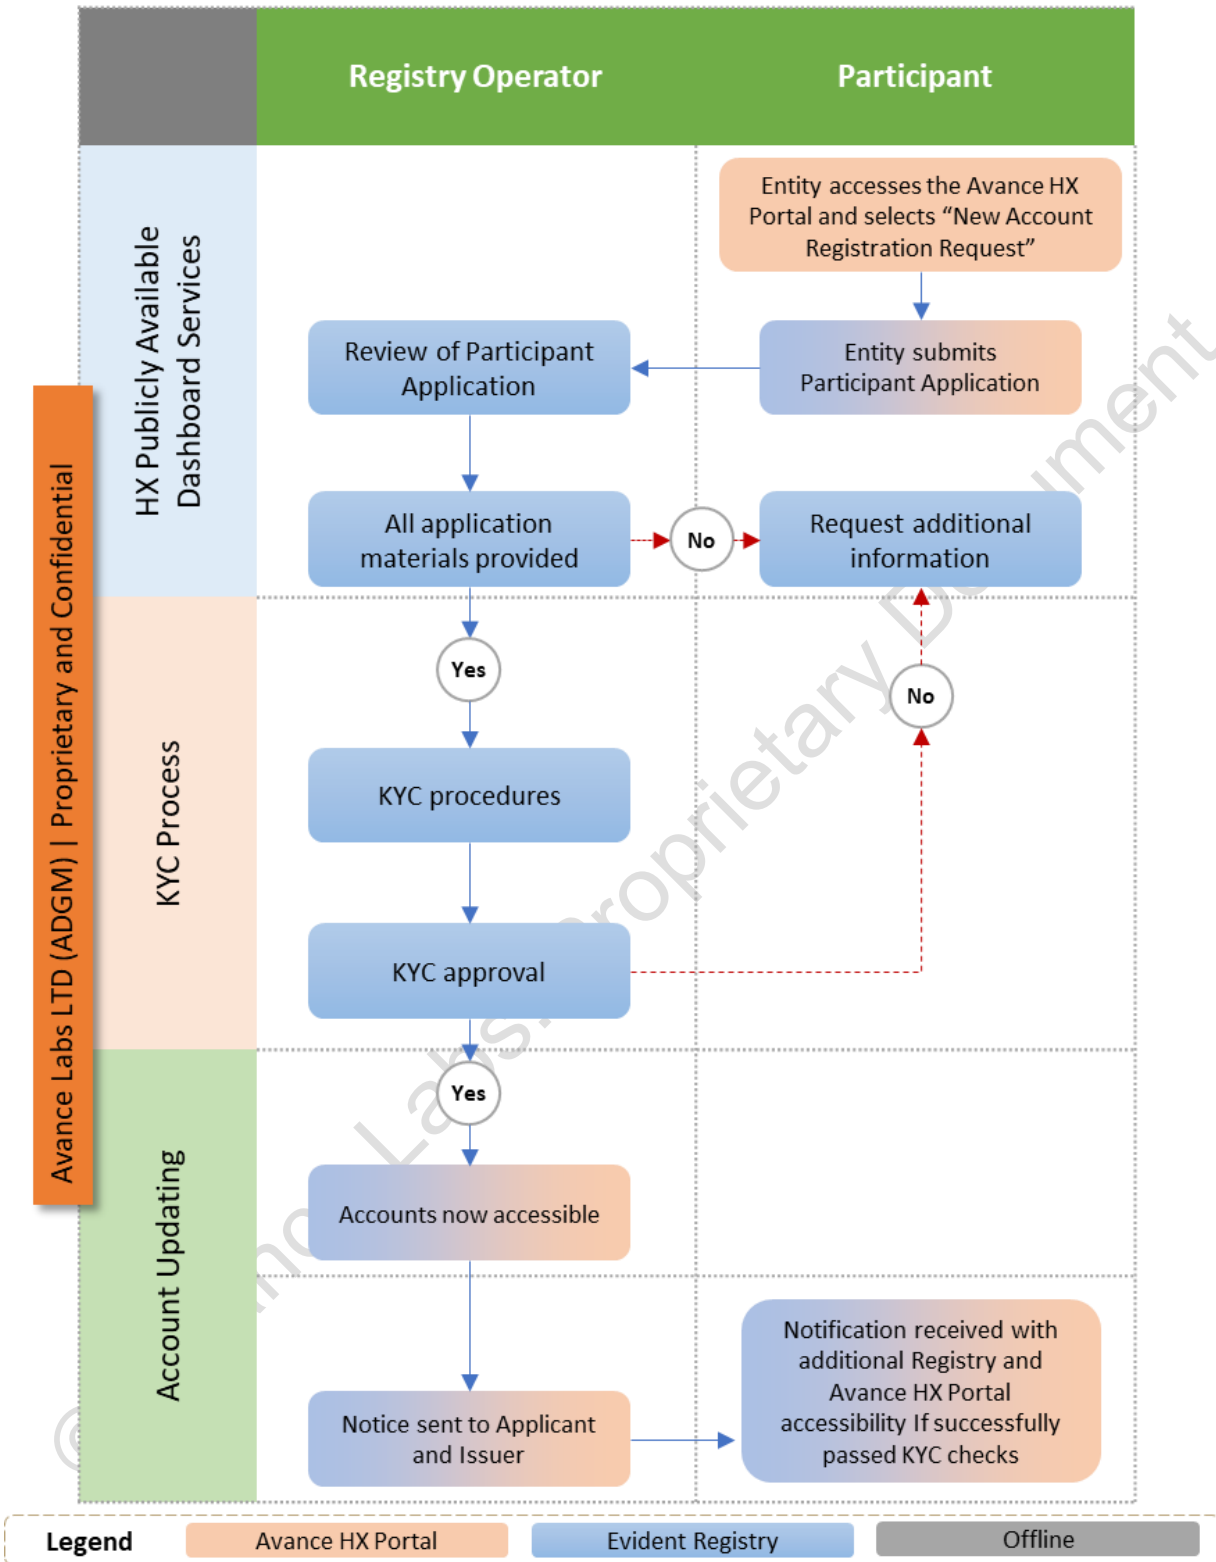 Registry Operator
Participant
HX Publicly Available
Dashboard Services
Entity accesses the Avance HX
Portal and selects “New Account
Registration Request”
Review of Participant
Application
Entity submits
Participant Application
All application
materials provided
No
Request additional
information
KYC Process
Yes
No
KYC procedures
KYC approval
Account Updating
Yes
Accounts now accessible
Notice sent to Applicant
and Issuer
Notification received with
additional Registry and
Avance HX Portal
accessibility If successfully
passed KYC checks
Avance Labs LTD (ADGM) | Proprietary and Confidential
Legend
Avance HX Portal
Evident Registry
Offline